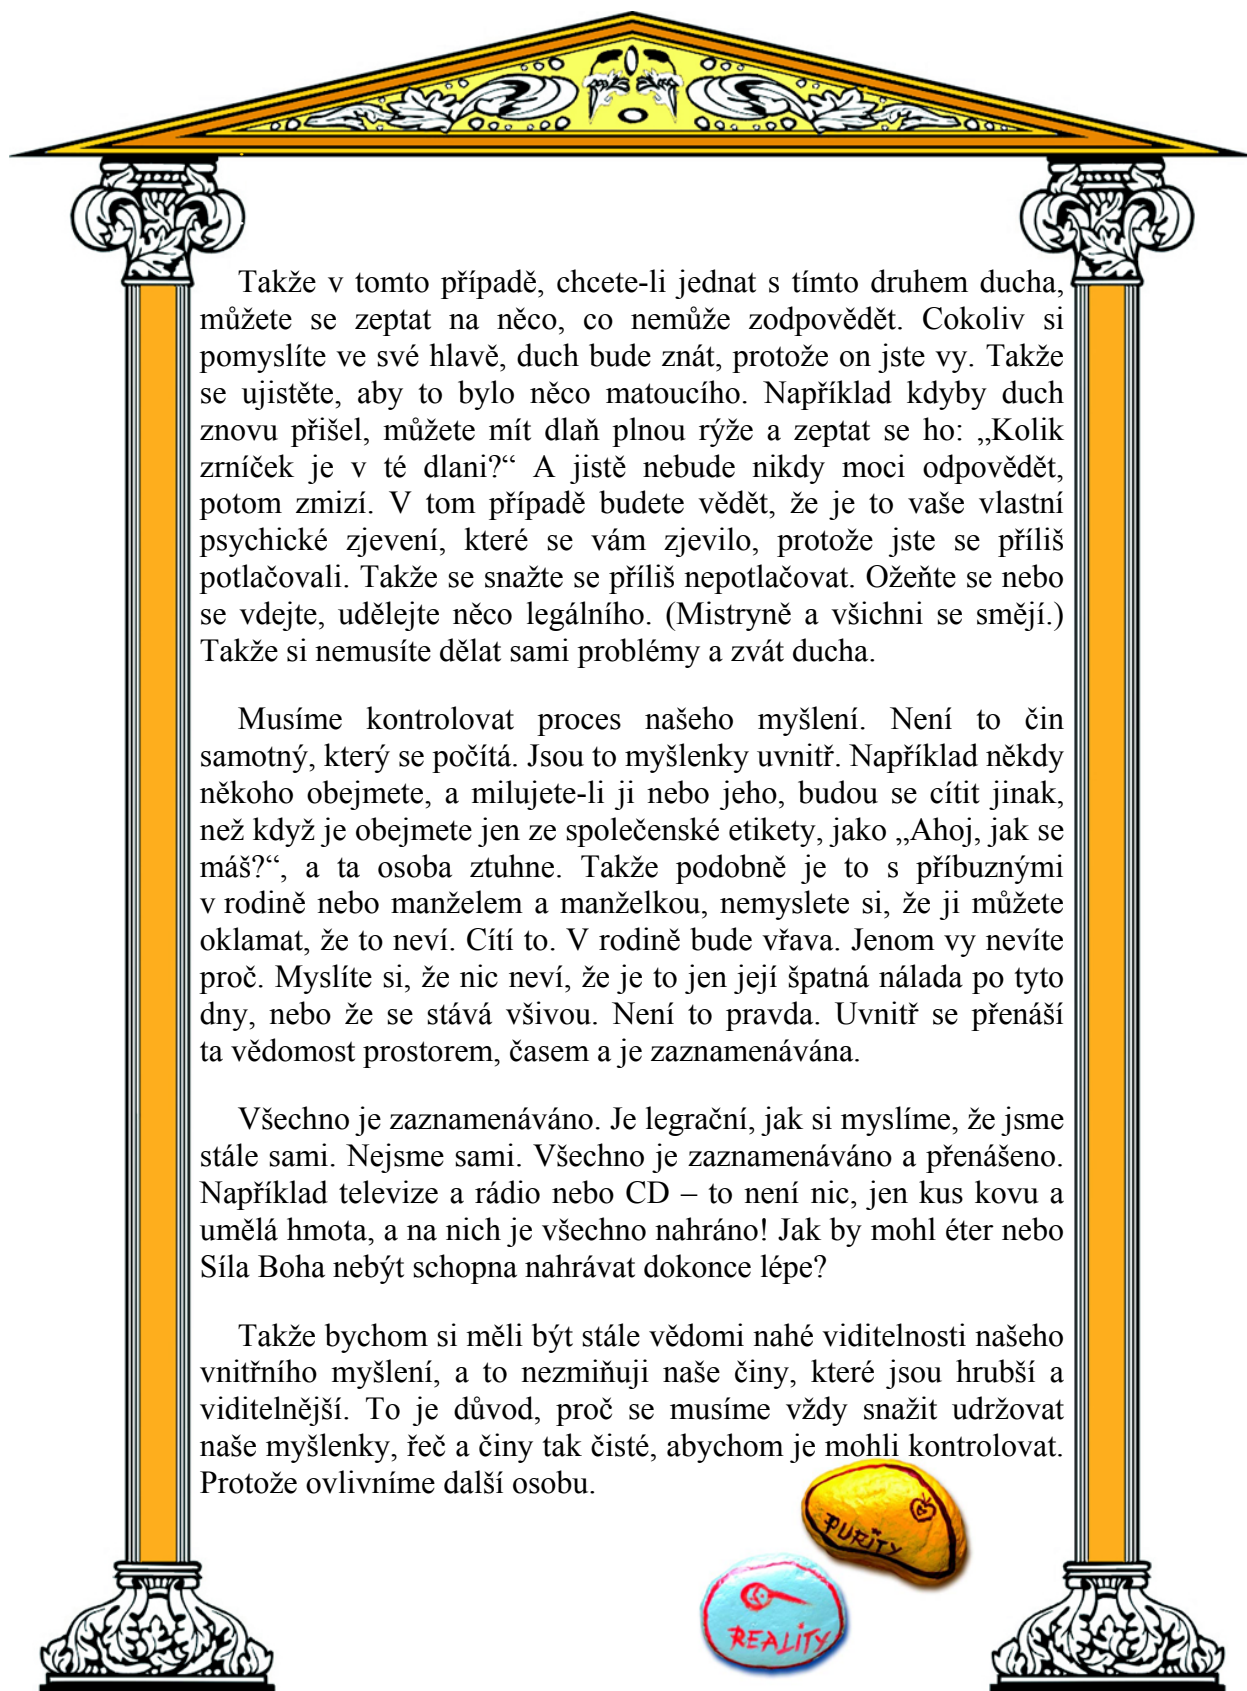 Takže v tomto případě, chcete-li jednat s tímto druhem ducha,
můžete se zeptat na něco, co nemůže zodpovědět. Cokoliv si
pomyslíte ve své hlavě, duch bude znát, protože on jste vy. Takže
se ujistěte, aby to bylo něco matoucího. Například kdyby duch
znovu přišel, můžete mít dlaň plnou rýže a zeptat se ho: „Kolik
zrníček je v té dlani?“ A jistě nebude nikdy moci odpovědět,
potom zmizí. V tom případě budete vědět, že je to vaše vlastní
psychické zjevení, které se vám zjevilo, protože jste se příliš
potlačovali. Takže se snažte se příliš nepotlačovat. Ožeňte se nebo
se vdejte, udělejte něco legálního. (Mistryně a všichni se smějí.)
Takže si nemusíte dělat sami problémy a zvát ducha.
Musíme kontrolovat proces našeho myšlení. Není to čin
samotný, který se počítá. Jsou to myšlenky uvnitř. Například někdy
někoho obejmete, a milujete-li ji nebo jeho, budou se cítit jinak,
než když je obejmete jen ze společenské etikety, jako „Ahoj, jak se
máš?“, a ta osoba ztuhne. Takže podobně je to s příbuznými
v rodině nebo manželem a manželkou, nemyslete si, že ji můžete
oklamat, že to neví. Cítí to. V rodině bude vřava. Jenom vy nevíte
proč. Myslíte si, že nic neví, že je to jen její špatná nálada po tyto
dny, nebo že se stává všivou. Není to pravda. Uvnitř se přenáší
ta vědomost prostorem, časem a je zaznamenávána.
Všechno je zaznamenáváno. Je legrační, jak si myslíme, že jsme
stále sami. Nejsme sami. Všechno je zaznamenáváno a přenášeno.
Například televize a rádio nebo CD – to není nic, jen kus kovu a
umělá hmota, a na nich je všechno nahráno! Jak by mohl éter nebo
Síla Boha nebýt schopna nahrávat dokonce lépe?
Takže bychom si měli být stále vědomi nahé viditelnosti našeho
vnitřního myšlení, a to nezmiňuji naše činy, které jsou hrubší a
viditelnější. To je důvod, proč se musíme vždy snažit udržovat
naše myšlenky, řeč a činy tak čisté, abychom je mohli kontrolovat.
Protože ovlivníme další osobu.
PURITY
REALITY